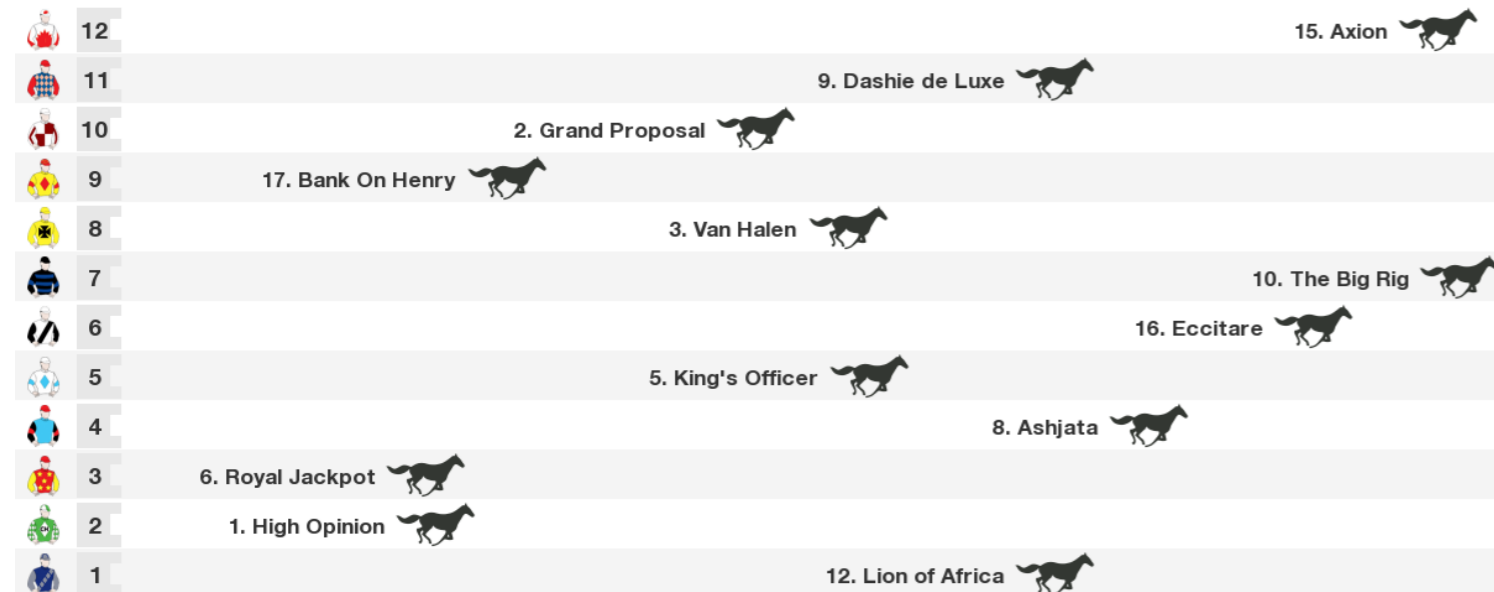 12 15. Axion
11 9. Dashie de Luxe
10 2. Grand Proposal
9 17. Bank On Henry
8 3. Van Halen
7 10. The Big Rig
6 16. Eccitare
5 5. King's Officer
4 8. Ashjata
3 6. Royal Jackpot
2 1. High Opinion
1 12. Lion of Africa